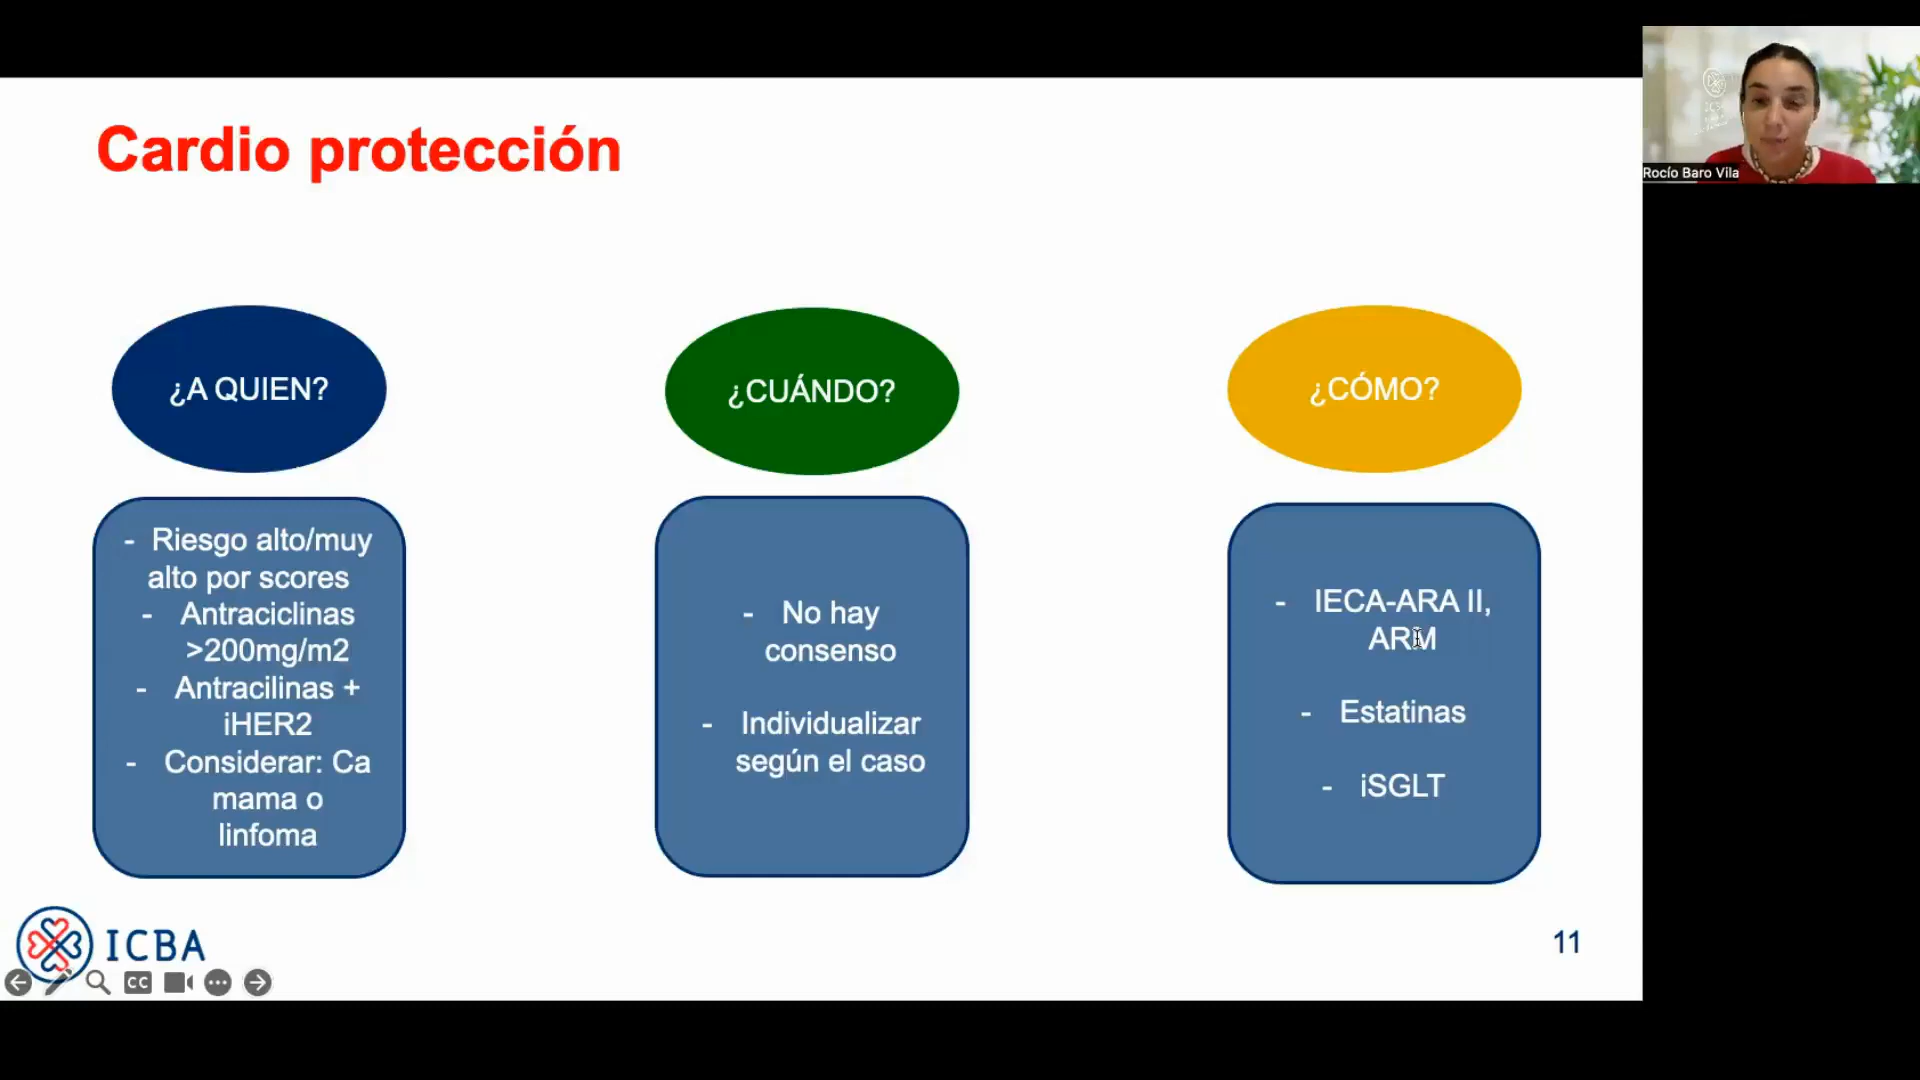 Cardio protección
Rocío Baro Vila
¿A QUIEN?
- Riesgo alto/muy
alto por scores
- Antraciclinas
>200mg/m2
- Antracilinas +
iHER2
- Considerar: Ca
mama o
linfoma
¿CUÁNDO?
- No hay
consenso
- Individualizar
según el caso
¿CÓMO?
- IECA-ARA II,
ARM
- Estatinas
- iSGLT
ICBA
CC
11